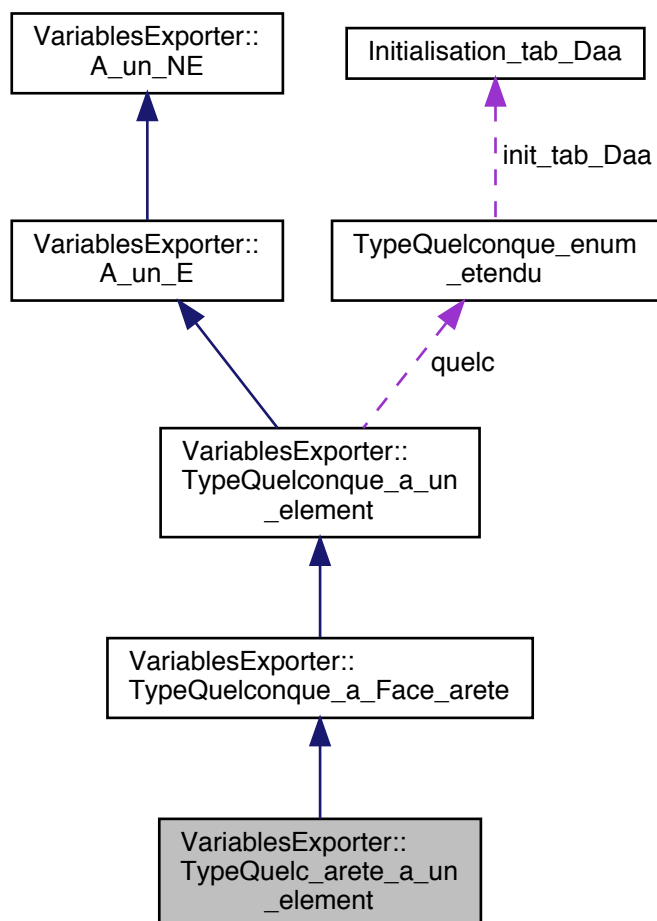 VariablesExporter::
A_un_NE
Initialisation_tab_Daa
init_tab_Daa
VariablesExporter::
A_un_E
TypeQuelconque_enum
_etendu
quelc
VariablesExporter::
TypeQuelconque_a_un
_element
VariablesExporter::
TypeQuelconque_a_Face_arete
VariablesExporter::
TypeQuelc_arete_a_un
_element